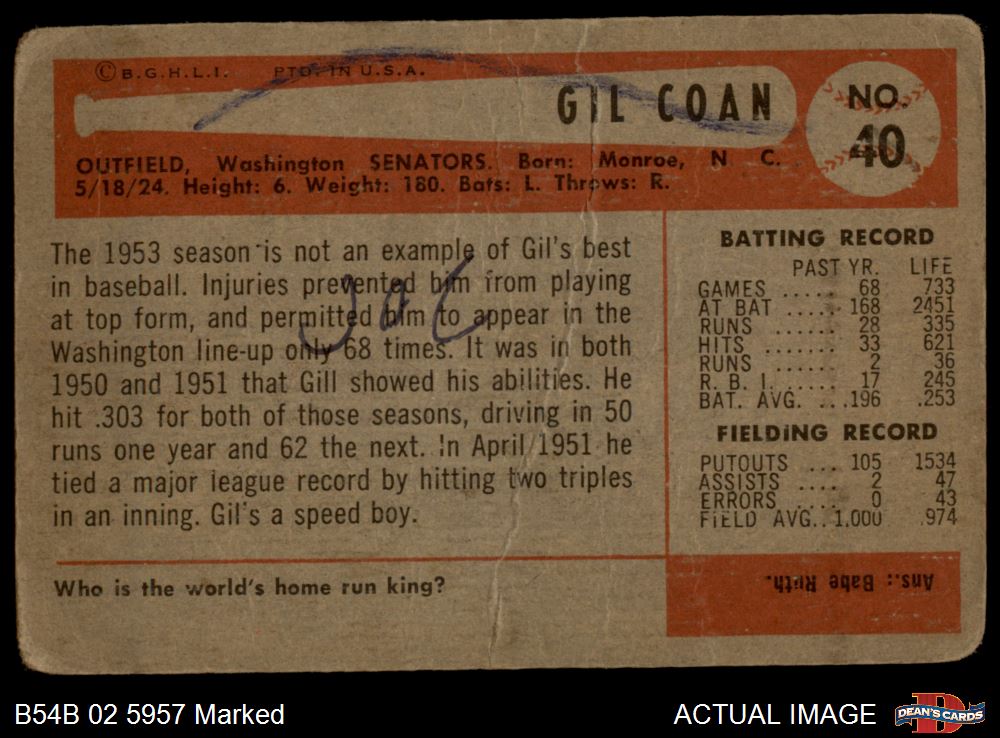 © B.G.H.L.I. PTD. IN U.S.A.
GIL COAN
NO. 40
OUTFIELD, Washington SENATORS. Born: Monroe, N. C.
5/18/24. Height: 6. Weight: 180. Bats: L. Throws: R.
The 1953 season is not an example of Gil's best
in baseball. Injuries prevented him from playing
at top form, and permitted him to appear in the
Washington line-up only 68 times. It was in both
1950 and 1951 that Gill showed his abilities. He
hit .303 for both of those seasons, driving in 50
runs one year and 62 the next. In April 1951 he
tied a major league record by hitting two triples
in an inning. Gil's a speed boy.
BATTING RECORD
PAST YR. LIFE
GAMES ..... 68 733
AT BAT ..... 168 2451
RUNS ...... 28 335
HITS ....... 33 621
RUNS ...... 2 36
R. B. I. ...... 17 245
BAT. AVG. ... .196 .253
FIELDING RECORD
PUTOUTS ... 105 1534
ASSISTS .... 2 47
ERRORS ..... 0 43
FIELD AVG.. 1.000 .974
Who is the world's home run king?
Ans.: Babe Ruth.
B54B 02 5957 Marked
ACTUAL IMAGE
DEAN'S CARDS